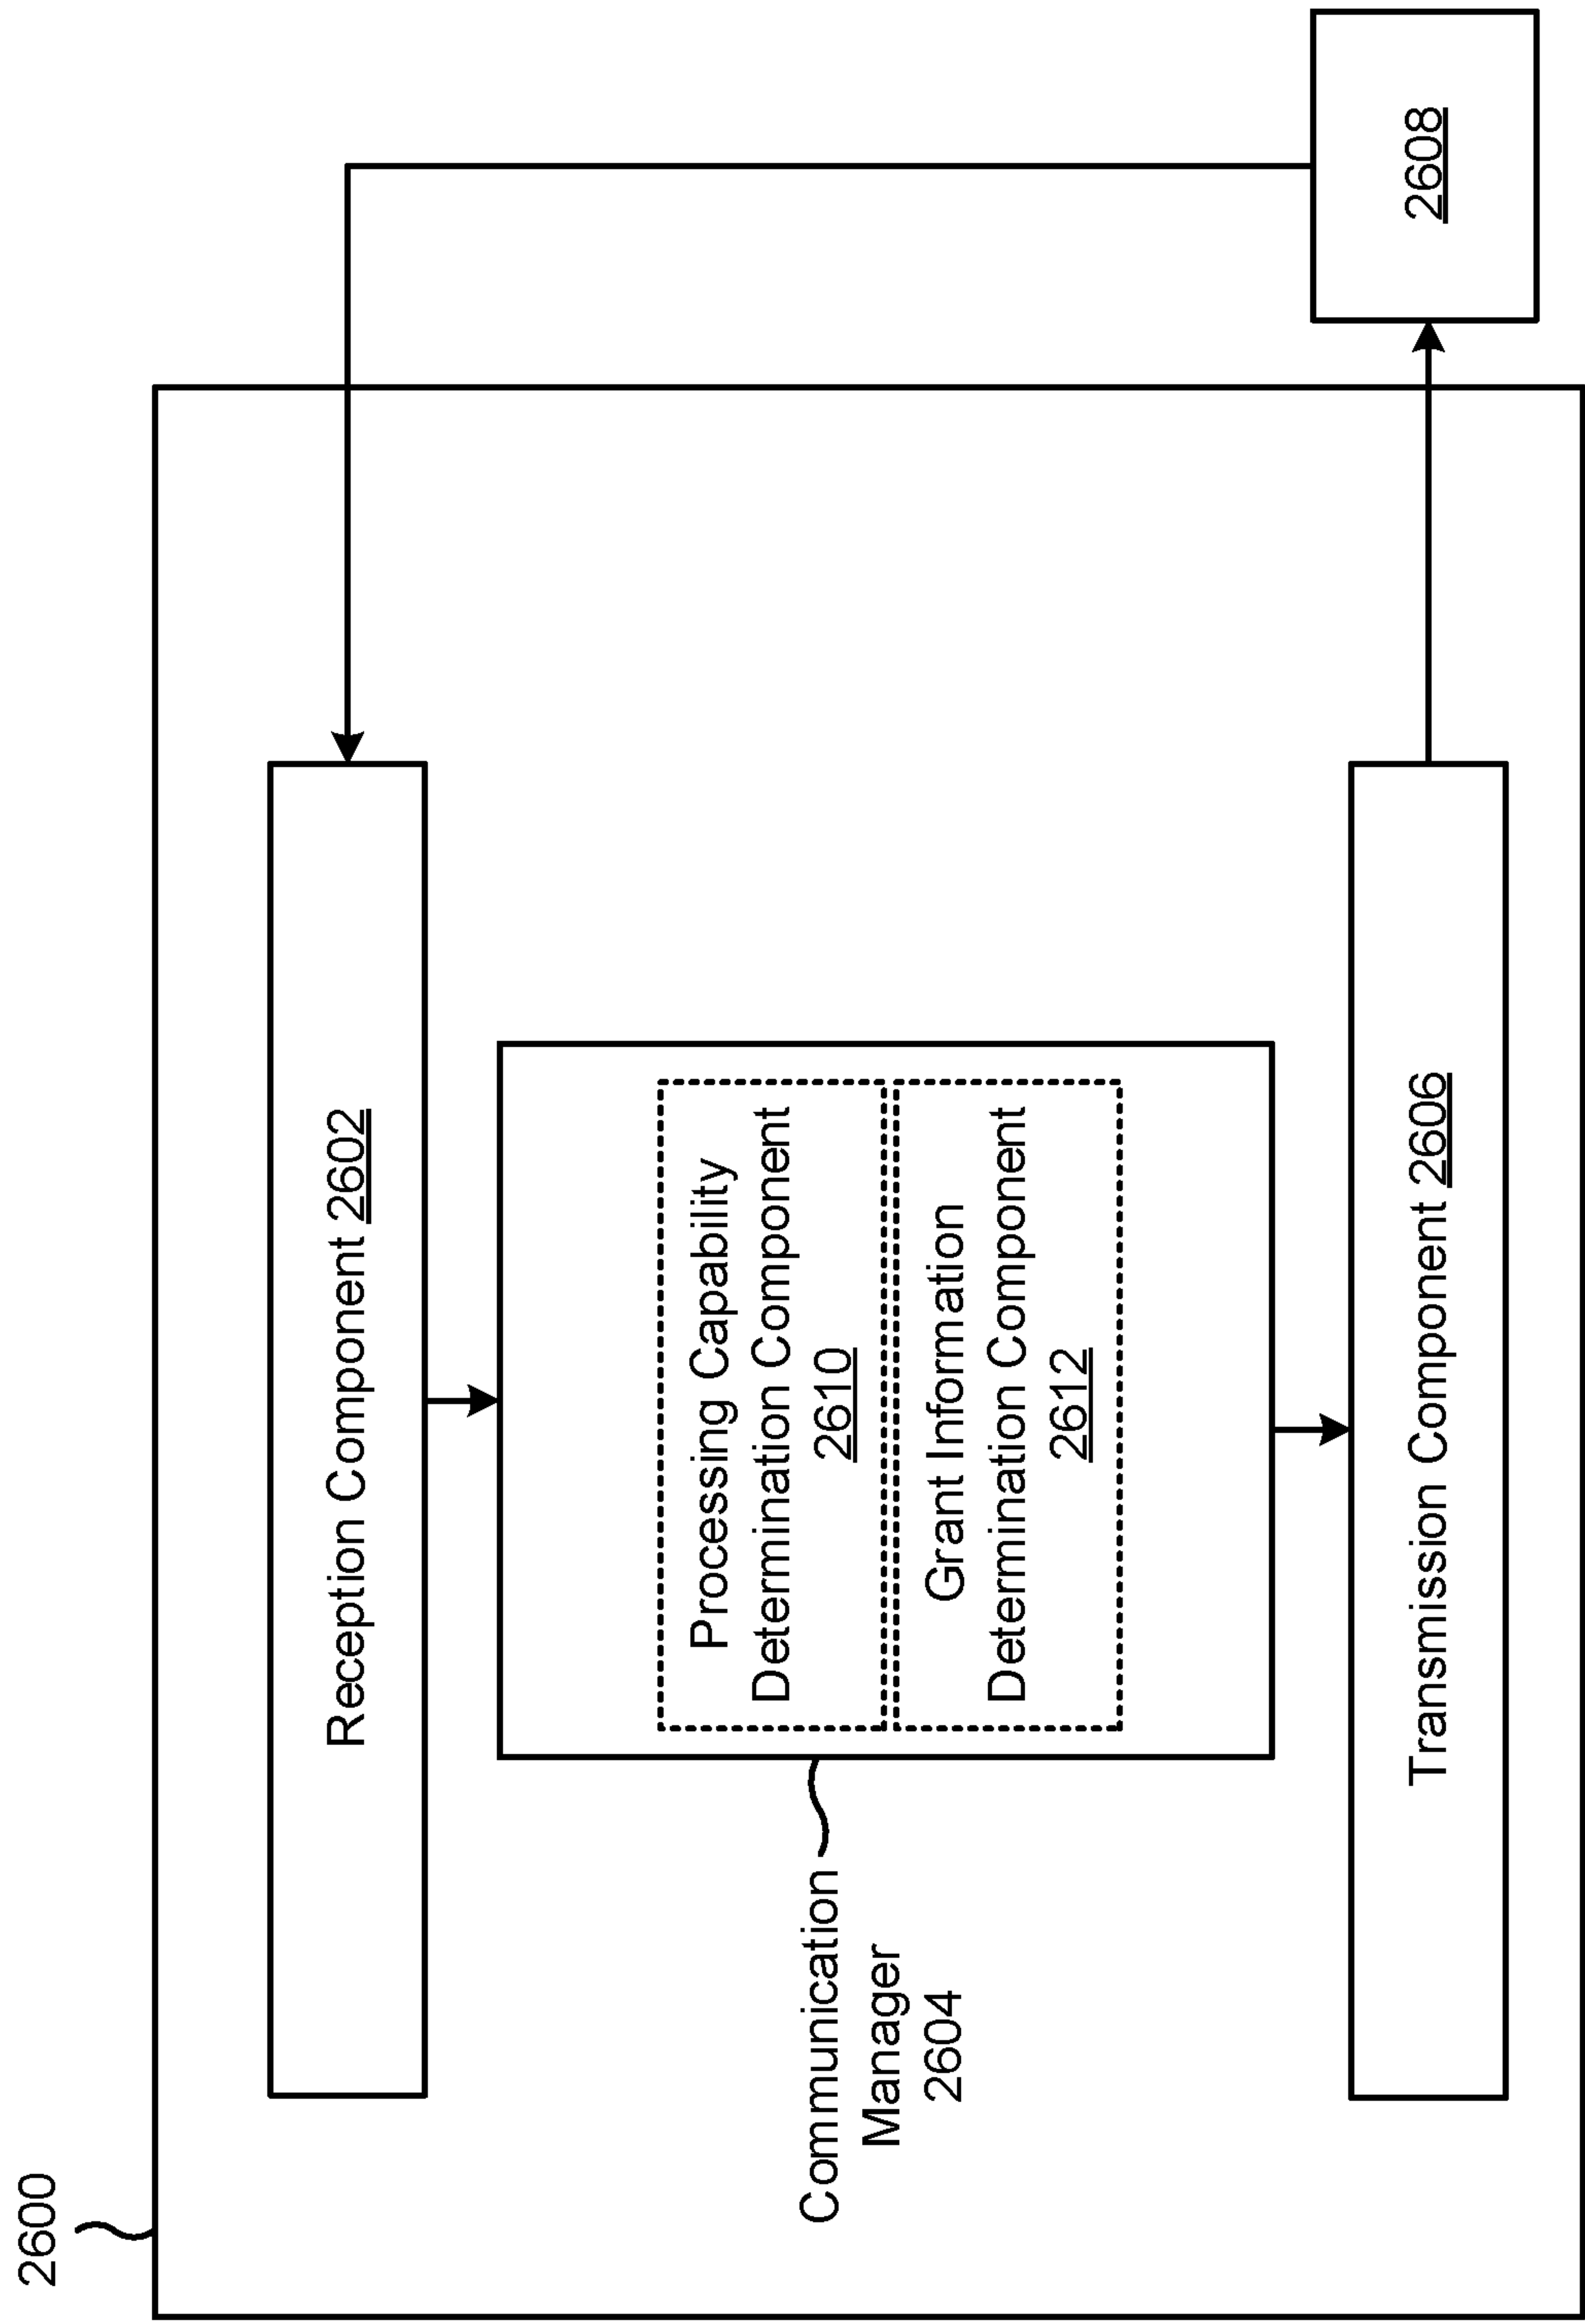 2600
Reception Component 2602
Processing Capability
Determination Component
2610
Grant Information
Determination Component
2612
Communication
Manager
2604
Transmission Component 2606
2608